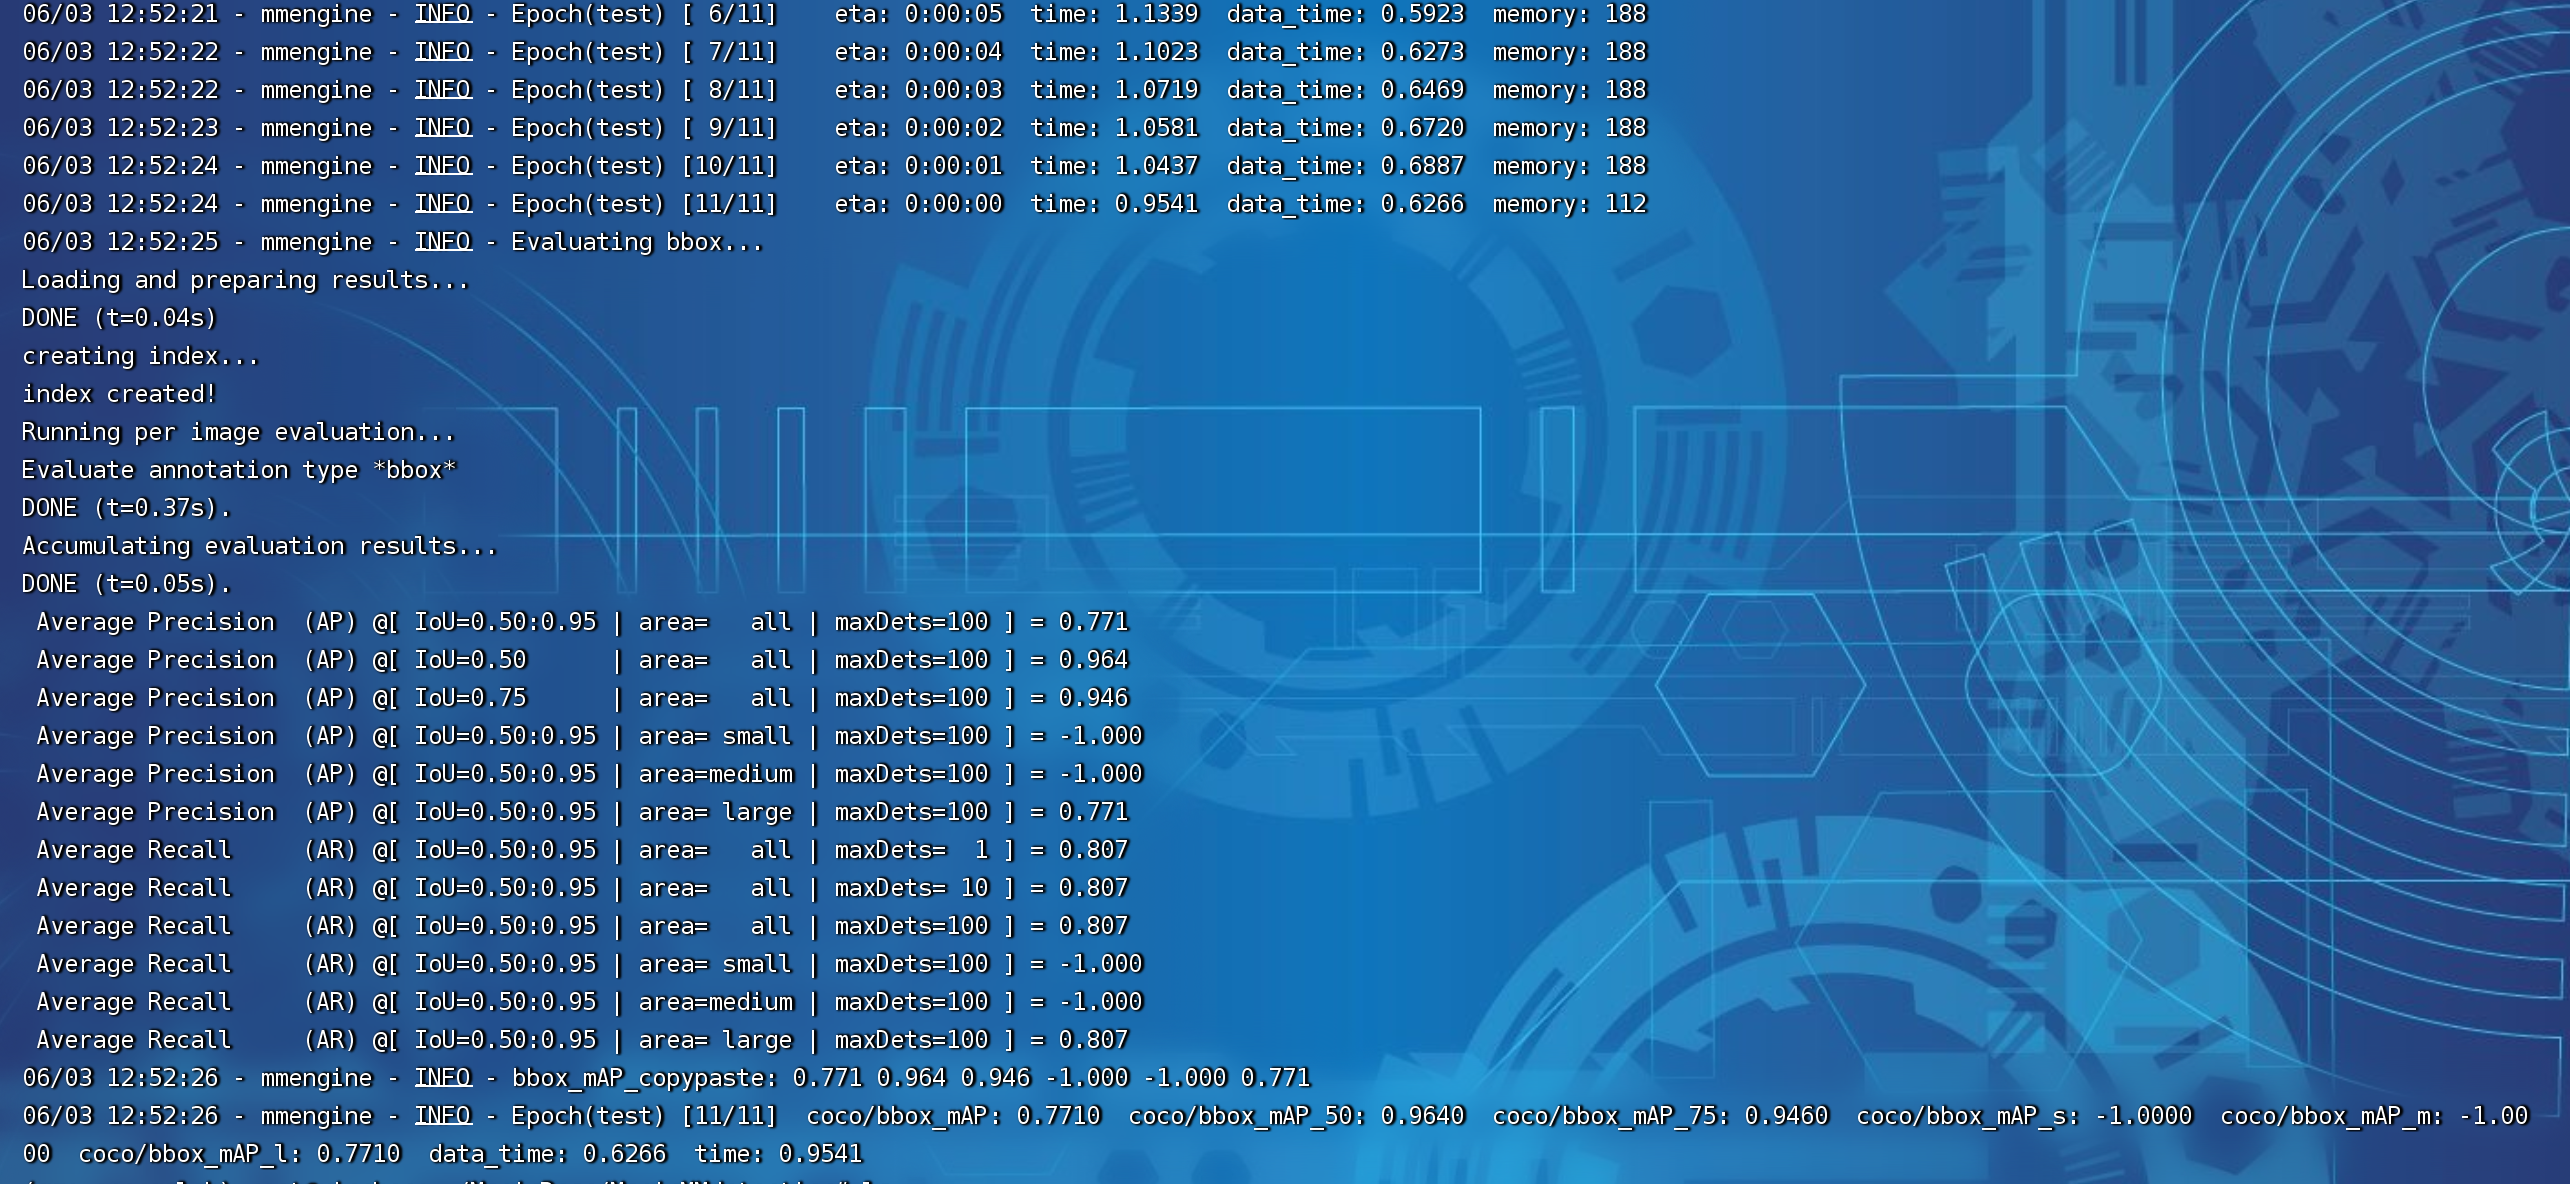 06/03 12:52:21 - mmengine - INFO - Epoch(test) [ 6/11]    eta: 0:00:05  time: 1.1339  data_time: 0.5923  memory: 188
06/03 12:52:22 - mmengine - INFO - Epoch(test) [ 7/11]    eta: 0:00:04  time: 1.1023  data_time: 0.6273  memory: 188
06/03 12:52:22 - mmengine - INFO - Epoch(test) [ 8/11]    eta: 0:00:03  time: 1.0719  data_time: 0.6469  memory: 188
06/03 12:52:23 - mmengine - INFO - Epoch(test) [ 9/11]    eta: 0:00:02  time: 1.0581  data_time: 0.6720  memory: 188
06/03 12:52:24 - mmengine - INFO - Epoch(test) [10/11]    eta: 0:00:01  time: 1.0437  data_time: 0.6887  memory: 188
06/03 12:52:24 - mmengine - INFO - Epoch(test) [11/11]    eta: 0:00:00  time: 0.9541  data_time: 0.6266  memory: 112
06/03 12:52:25 - mmengine - INFO - Evaluating bbox...
Loading and preparing results...
DONE (t=0.04s)
creating index...
index created!
Running per image evaluation...
Evaluate annotation type *bbox*
DONE (t=0.37s).
Accumulating evaluation results...
DONE (t=0.05s).
 Average Precision  (AP) @[ IoU=0.50:0.95 | area=   all | maxDets=100 ] = 0.771
 Average Precision  (AP) @[ IoU=0.50      | area=   all | maxDets=100 ] = 0.964
 Average Precision  (AP) @[ IoU=0.75      | area=   all | maxDets=100 ] = 0.946
 Average Precision  (AP) @[ IoU=0.50:0.95 | area= small | maxDets=100 ] = -1.000
 Average Precision  (AP) @[ IoU=0.50:0.95 | area=medium | maxDets=100 ] = -1.000
 Average Precision  (AP) @[ IoU=0.50:0.95 | area= large | maxDets=100 ] = 0.771
 Average Recall     (AR) @[ IoU=0.50:0.95 | area=   all | maxDets=  1 ] = 0.807
 Average Recall     (AR) @[ IoU=0.50:0.95 | area=   all | maxDets= 10 ] = 0.807
 Average Recall     (AR) @[ IoU=0.50:0.95 | area=   all | maxDets=100 ] = 0.807
 Average Recall     (AR) @[ IoU=0.50:0.95 | area= small | maxDets=100 ] = -1.000
 Average Recall     (AR) @[ IoU=0.50:0.95 | area=medium | maxDets=100 ] = -1.000
 Average Recall     (AR) @[ IoU=0.50:0.95 | area= large | maxDets=100 ] = 0.807
06/03 12:52:26 - mmengine - INFO - bbox_mAP_copypaste: 0.771 0.964 0.946 -1.000 -1.000 0.771
06/03 12:52:26 - mmengine - INFO - Epoch(test) [11/11]  coco/bbox_mAP: 0.7710  coco/bbox_mAP_50: 0.9640  coco/bbox_mAP_75: 0.9460  coco/bbox_mAP_s: -1.0000  coco/bbox_mAP_m: -1.00
00  coco/bbox_mAP_l: 0.7710  data_time: 0.6266  time: 0.9541